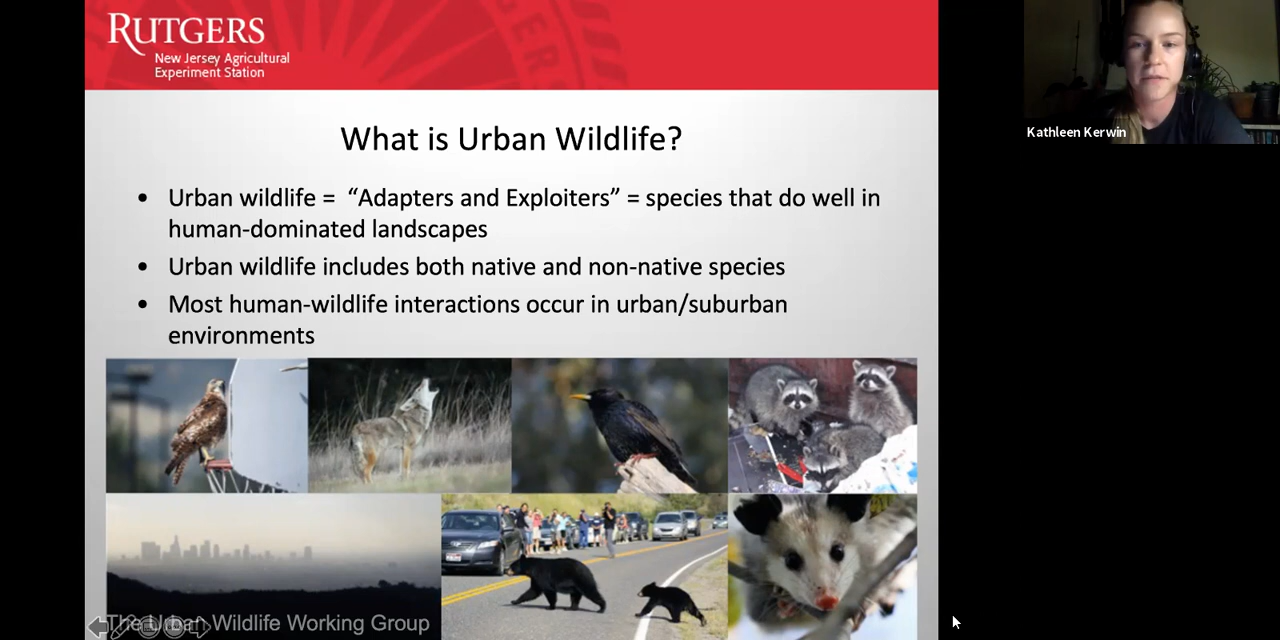 RUTGERS
New Jersey Agricultural
Experiment Station
Kathleen Kerwin
What is Urban Wildlife?
• Urban wildlife = “Adapters and Exploiters” = species that do well in
human-dominated landscapes
• Urban wildlife includes both native and non-native species
• Most human-wildlife interactions occur in urban/suburban
environments
The Urban Wildlife Working Group